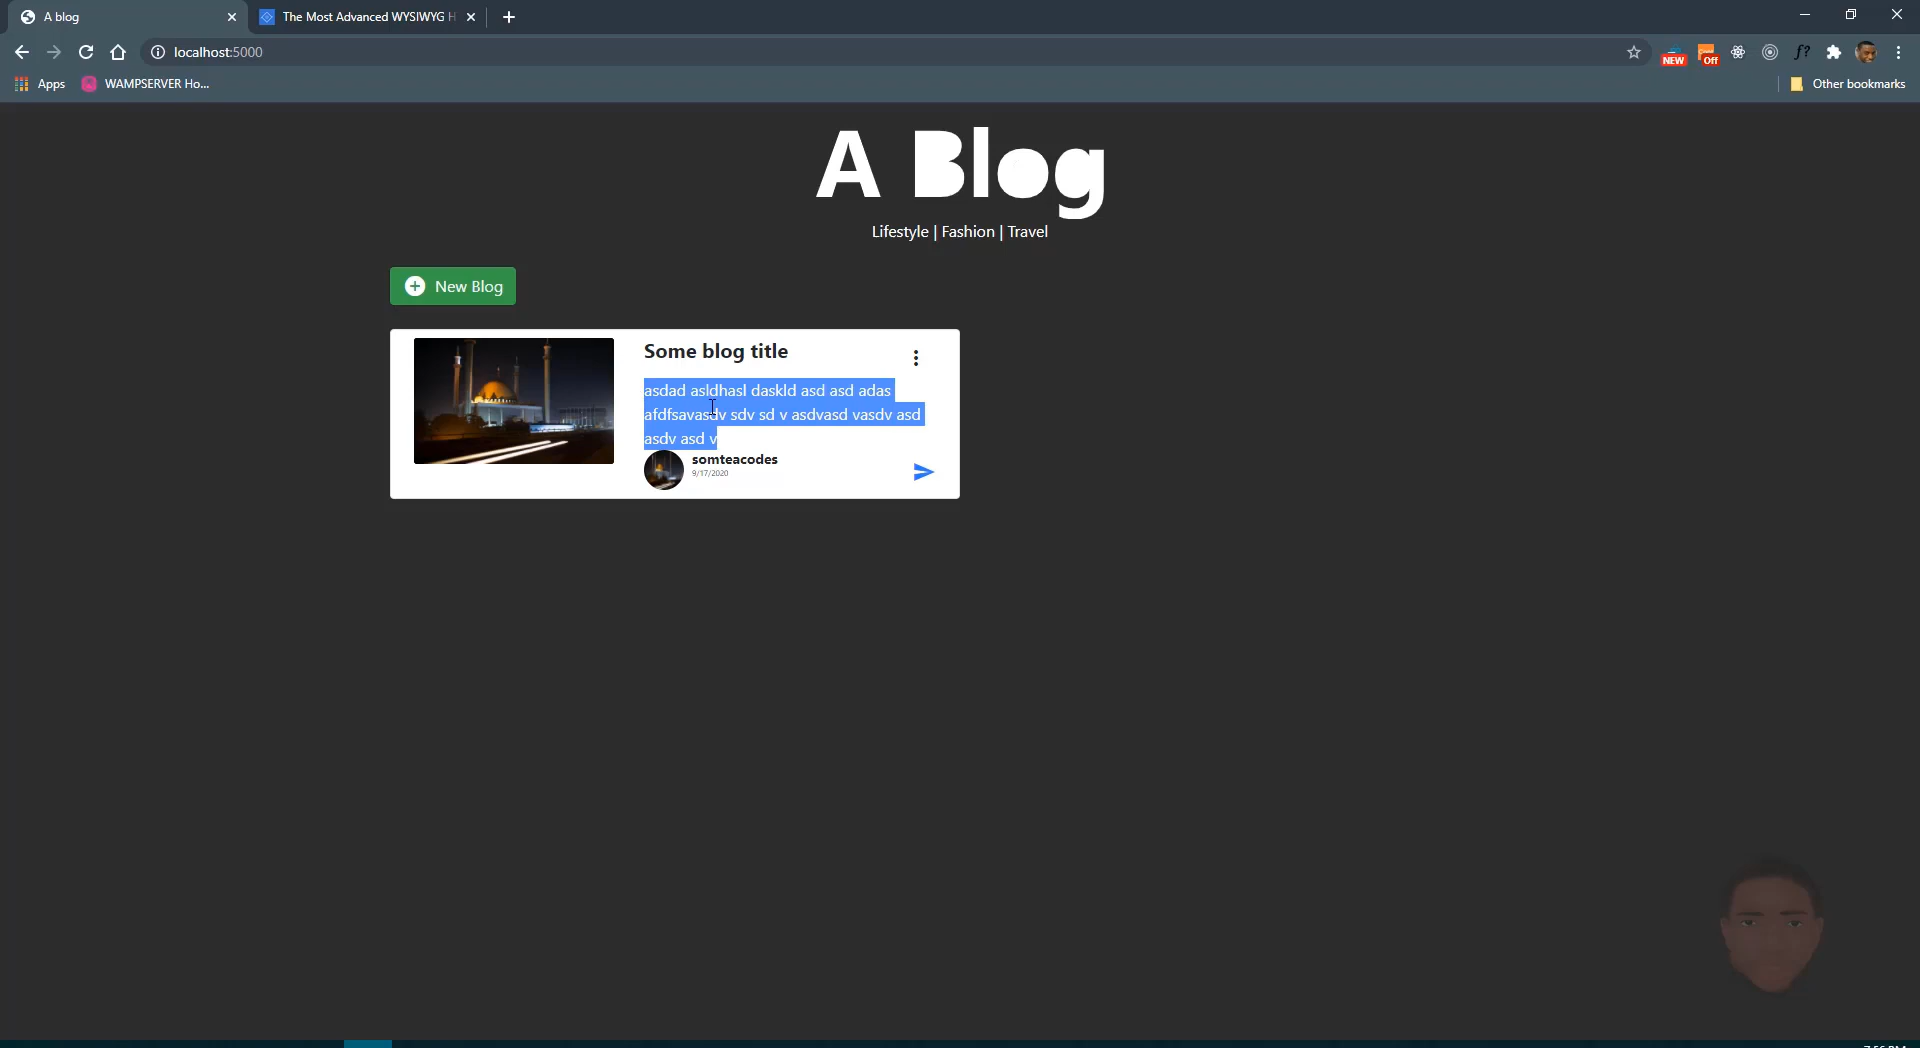 A blog
The Most Advanced WYSIWYG H
localhost:5000
NEW
Off
f?
Apps
WAMPSERVER Ho...
Other bookmarks
A Blog
Lifestyle | Fashion | Travel
New Blog
Some blog title
asdad asldhasl daskld asd asd adas
afdfsavasdv sdv sd v asdvasd vasdv asd
asdv asd v
somteacodes
9/17/2020